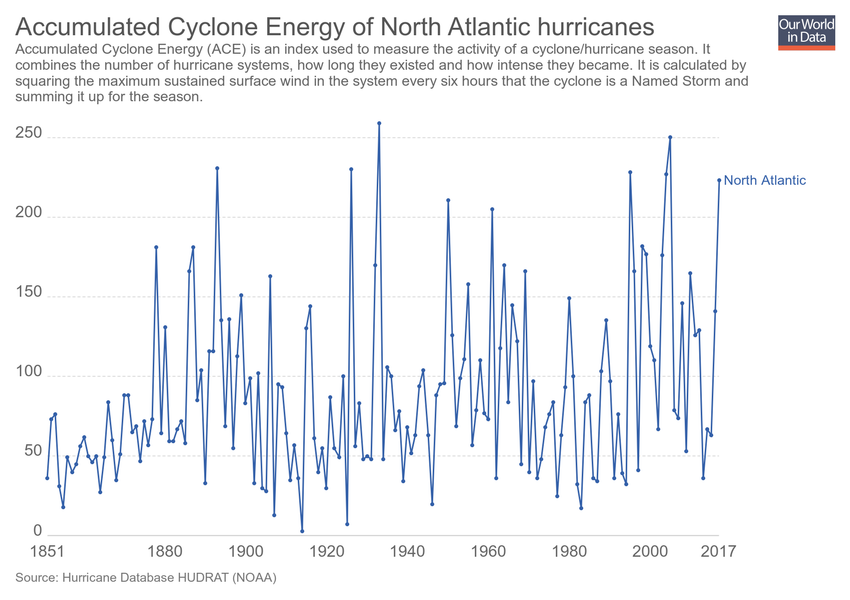 Accumulated Cyclone Energy of North Atlantic hurricanes
Our World
in Data
Accumulated Cyclone Energy (ACE) is an index used to measure the activity of a cyclone/hurricane season. It
combines the number of hurricane systems, how long they existed and how intense they became. It is calculated by
squaring the maximum sustained surface wind in the system every six hours that the cyclone is a Named Storm and
summing it up for the season.
250
200
150
100
50
0
North Atlantic
1851 1880 1900 1920 1940 1960 1980 2000 2017
Source: Hurricane Database HUDRAT (NOAA)